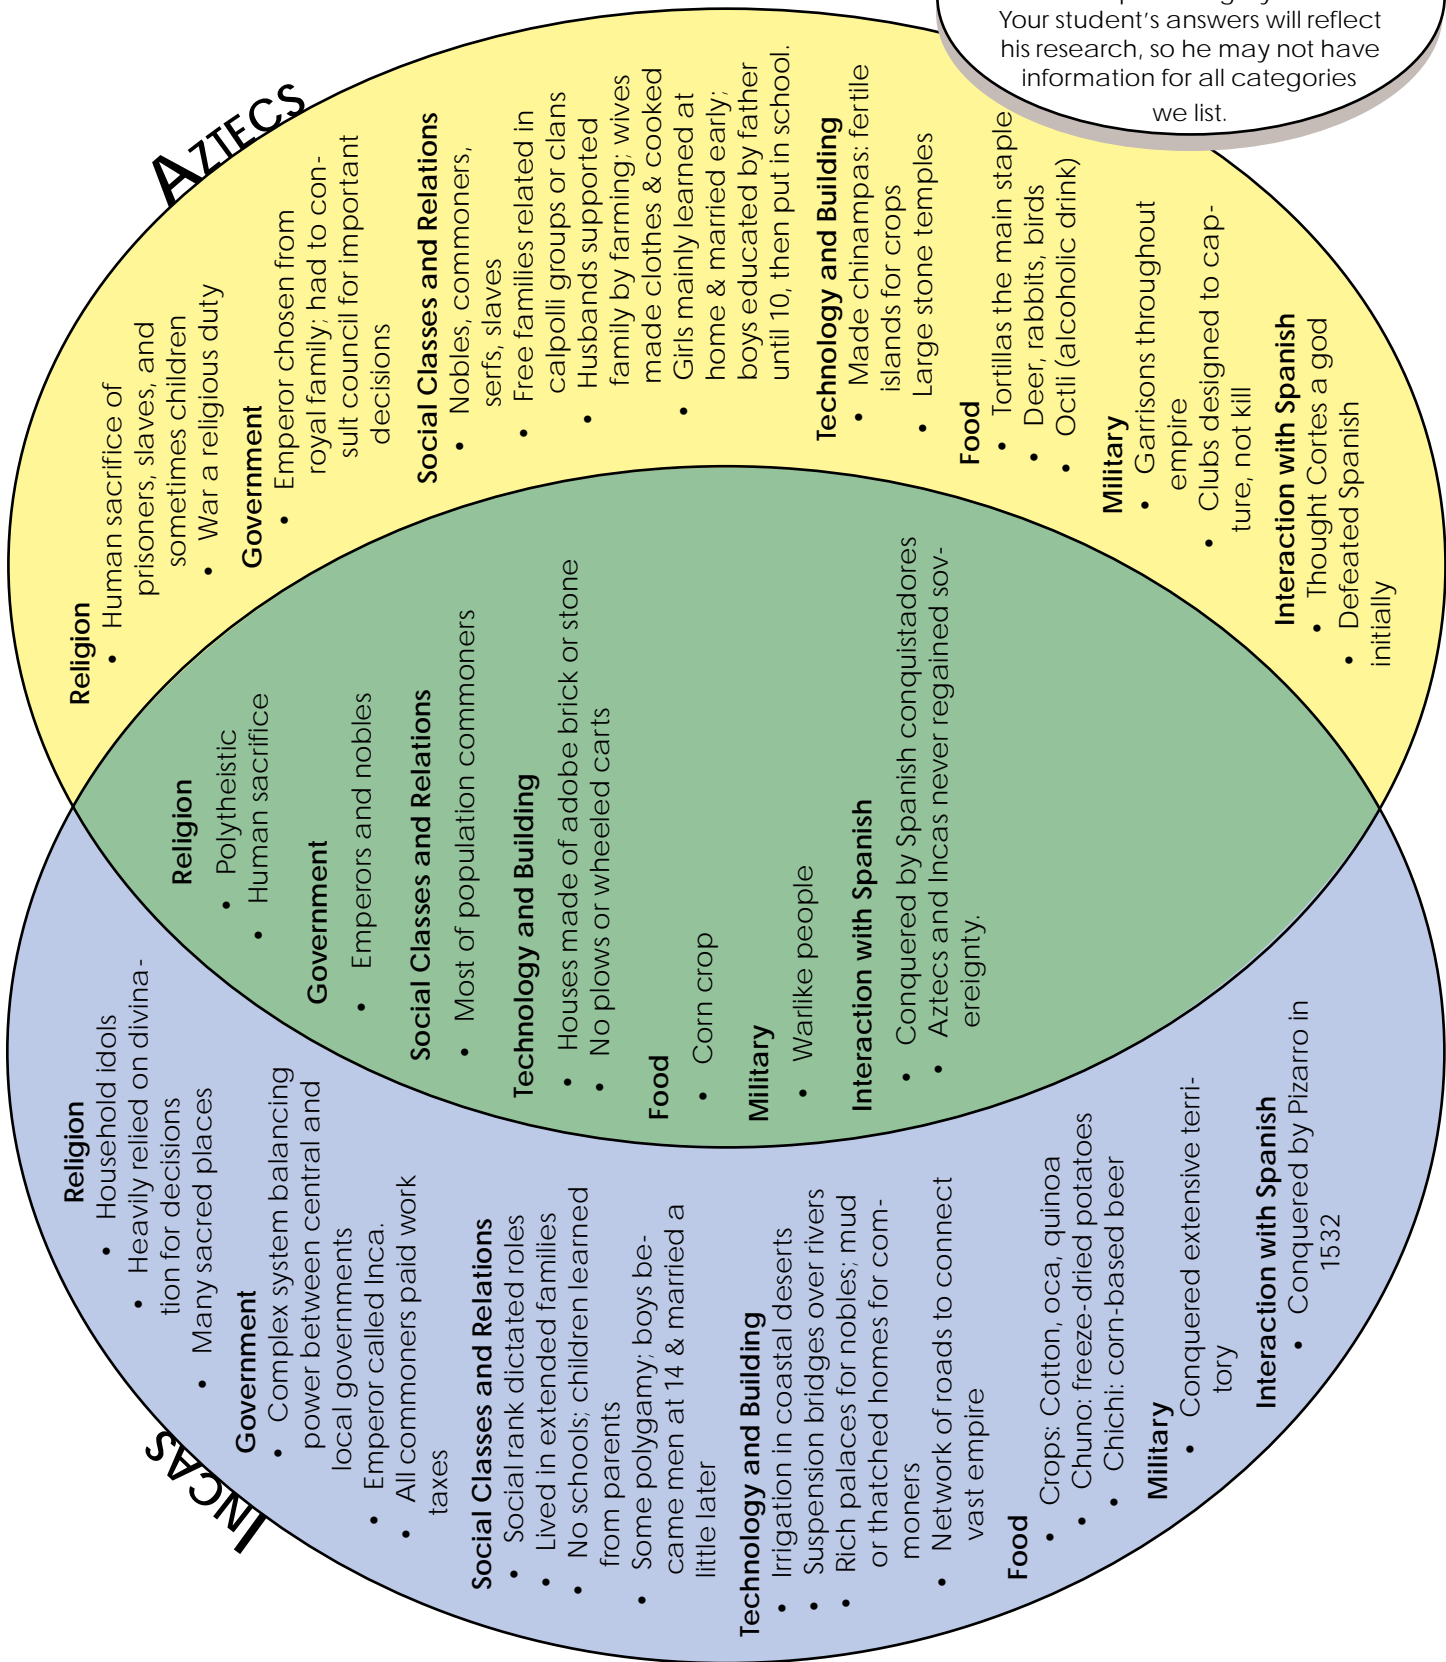 Your student's answers will reflect
his research, so he may not have
information for all categories
we list.
INCAS
Religion
• Household idols
• Heavily relied on divina-
tion for decisions
• Many sacred places
Government
• Complex system balancing
power between central and
local governments
• Emperor called Inca.
• All commoners paid work
taxes
Social Classes and Relations
• Social rank dictated roles
• Lived in extended families
• No schools; children learned
from parents
• Some polygamy; boys be-
came men at 14 & married a
little later
Technology and Building
• Irrigation in coastal deserts
• Suspension bridges over rivers
• Rich palaces for nobles; mud
or thatched homes for com-
moners
• Network of roads to connect
vast empire
Food
• Crops: Cotton, oca, quinoa
• Chuno: freeze-dried potatoes
• Chichi: corn-based beer
Military
• Conquered extensive terri-
tory
Interaction with Spanish
• Conquered by Pizarro in
1532
Religion
• Polytheistic
• Human sacrifice
Government
• Emperors and nobles
Social Classes and Relations
• Most of population commoners
Technology and Building
• Houses made of adobe brick or stone
• No plows or wheeled carts
Food
• Corn crop
Military
• Warlike people
Interaction with Spanish
• Conquered by Spanish conquistadores
• Aztecs and Incas never regained sov-
ereignty.
AZTECS
Religion
• Human sacrifice of
prisoners, slaves, and
sometimes children
• War a religious duty
Government
• Emperor chosen from
royal family; had to con-
sult council for important
decisions
Social Classes and Relations
• Nobles, commoners,
serfs, slaves
• Free families related in
calpolli groups or clans
• Husbands supported
family by farming; wives
made clothes & cooked
• Girls mainly learned at
home & married early;
boys educated by father
until 10, then put in school.
Technology and Building
• Made chinampas: fertile
islands for crops
• Large stone temples
Food
• Tortillas the main staple
• Deer, rabbits, birds
• Octli (alcoholic drink)
Military
• Garrisons throughout
empire
• Clubs designed to cap-
ture, not kill
Interaction with Spanish
• Thought Cortes a god
• Defeated Spanish
initially